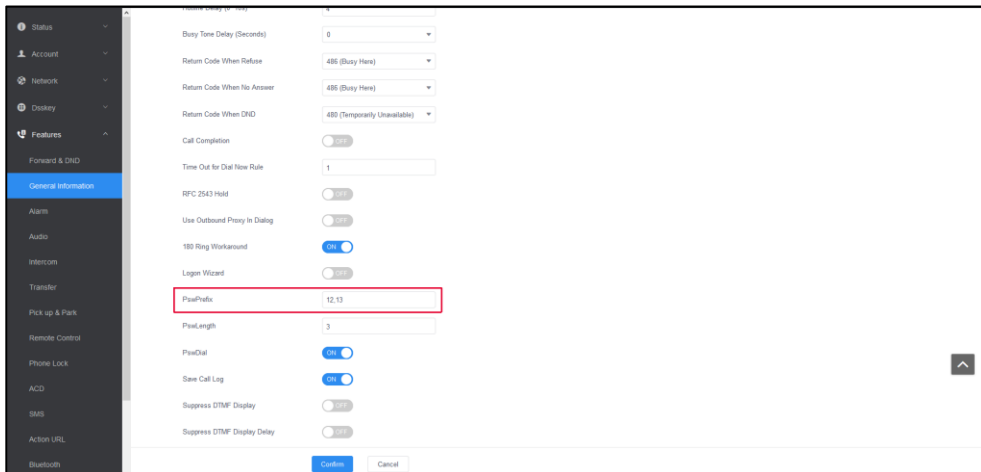 Status
Account
Network
Dsskey
Features
Forward & DND
General Information
Alarm
Audio
Intercom
Transfer
Pick up & Park
Remote Control
Phone Lock
ACD
SMS
Action URL
Bluetooth
Busy Tone Delay (Seconds) 0
Return Code When Refuse 486 (Busy Here)
Return Code When No Answer 486 (Busy Here)
Return Code When DND 480 (Temporarily Unavailable)
Call Completion OFF
Time Out for Dial Now Rule 1
RFC 2543 Hold OFF
Use Outbound Proxy In Dialog OFF
180 Ring Workaround ON
Logon Wizard OFF
PswPrefix 12,13
PswLength 3
PswDial ON
Save Call Log ON
Suppress DTMF Display OFF
Suppress DTMF Display Delay OFF
Confirm Cancel